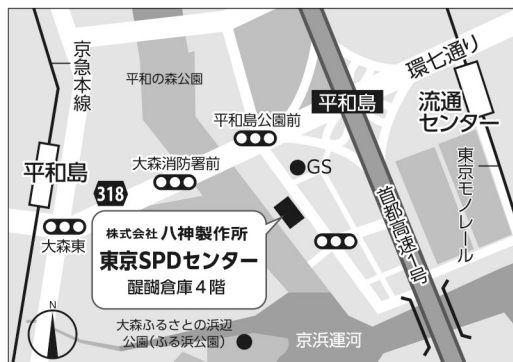 京急本線
平和の森公園
環七通り
平和島
流通
センター
平和島公園前
大森消防署前
GS
平和島
318
首都高速1号
東京モノレール
大森東
株式会社 八神製作所
東京SPDセンター
醍醐倉庫4階
N
大森ふるさとの浜辺
公園(ふる浜公園)
京浜運河